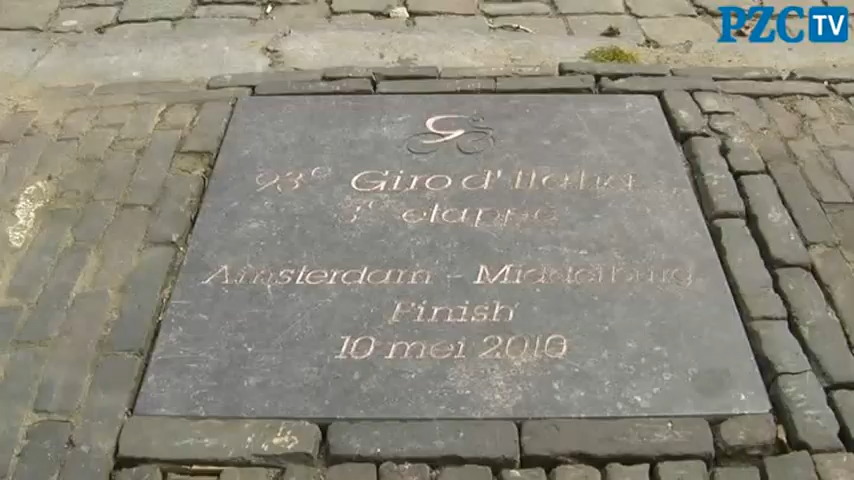 PZC TV
93e Giro d'Italia
3e etappe
Amsterdam - Middelburg
Finish
10 mei 2010